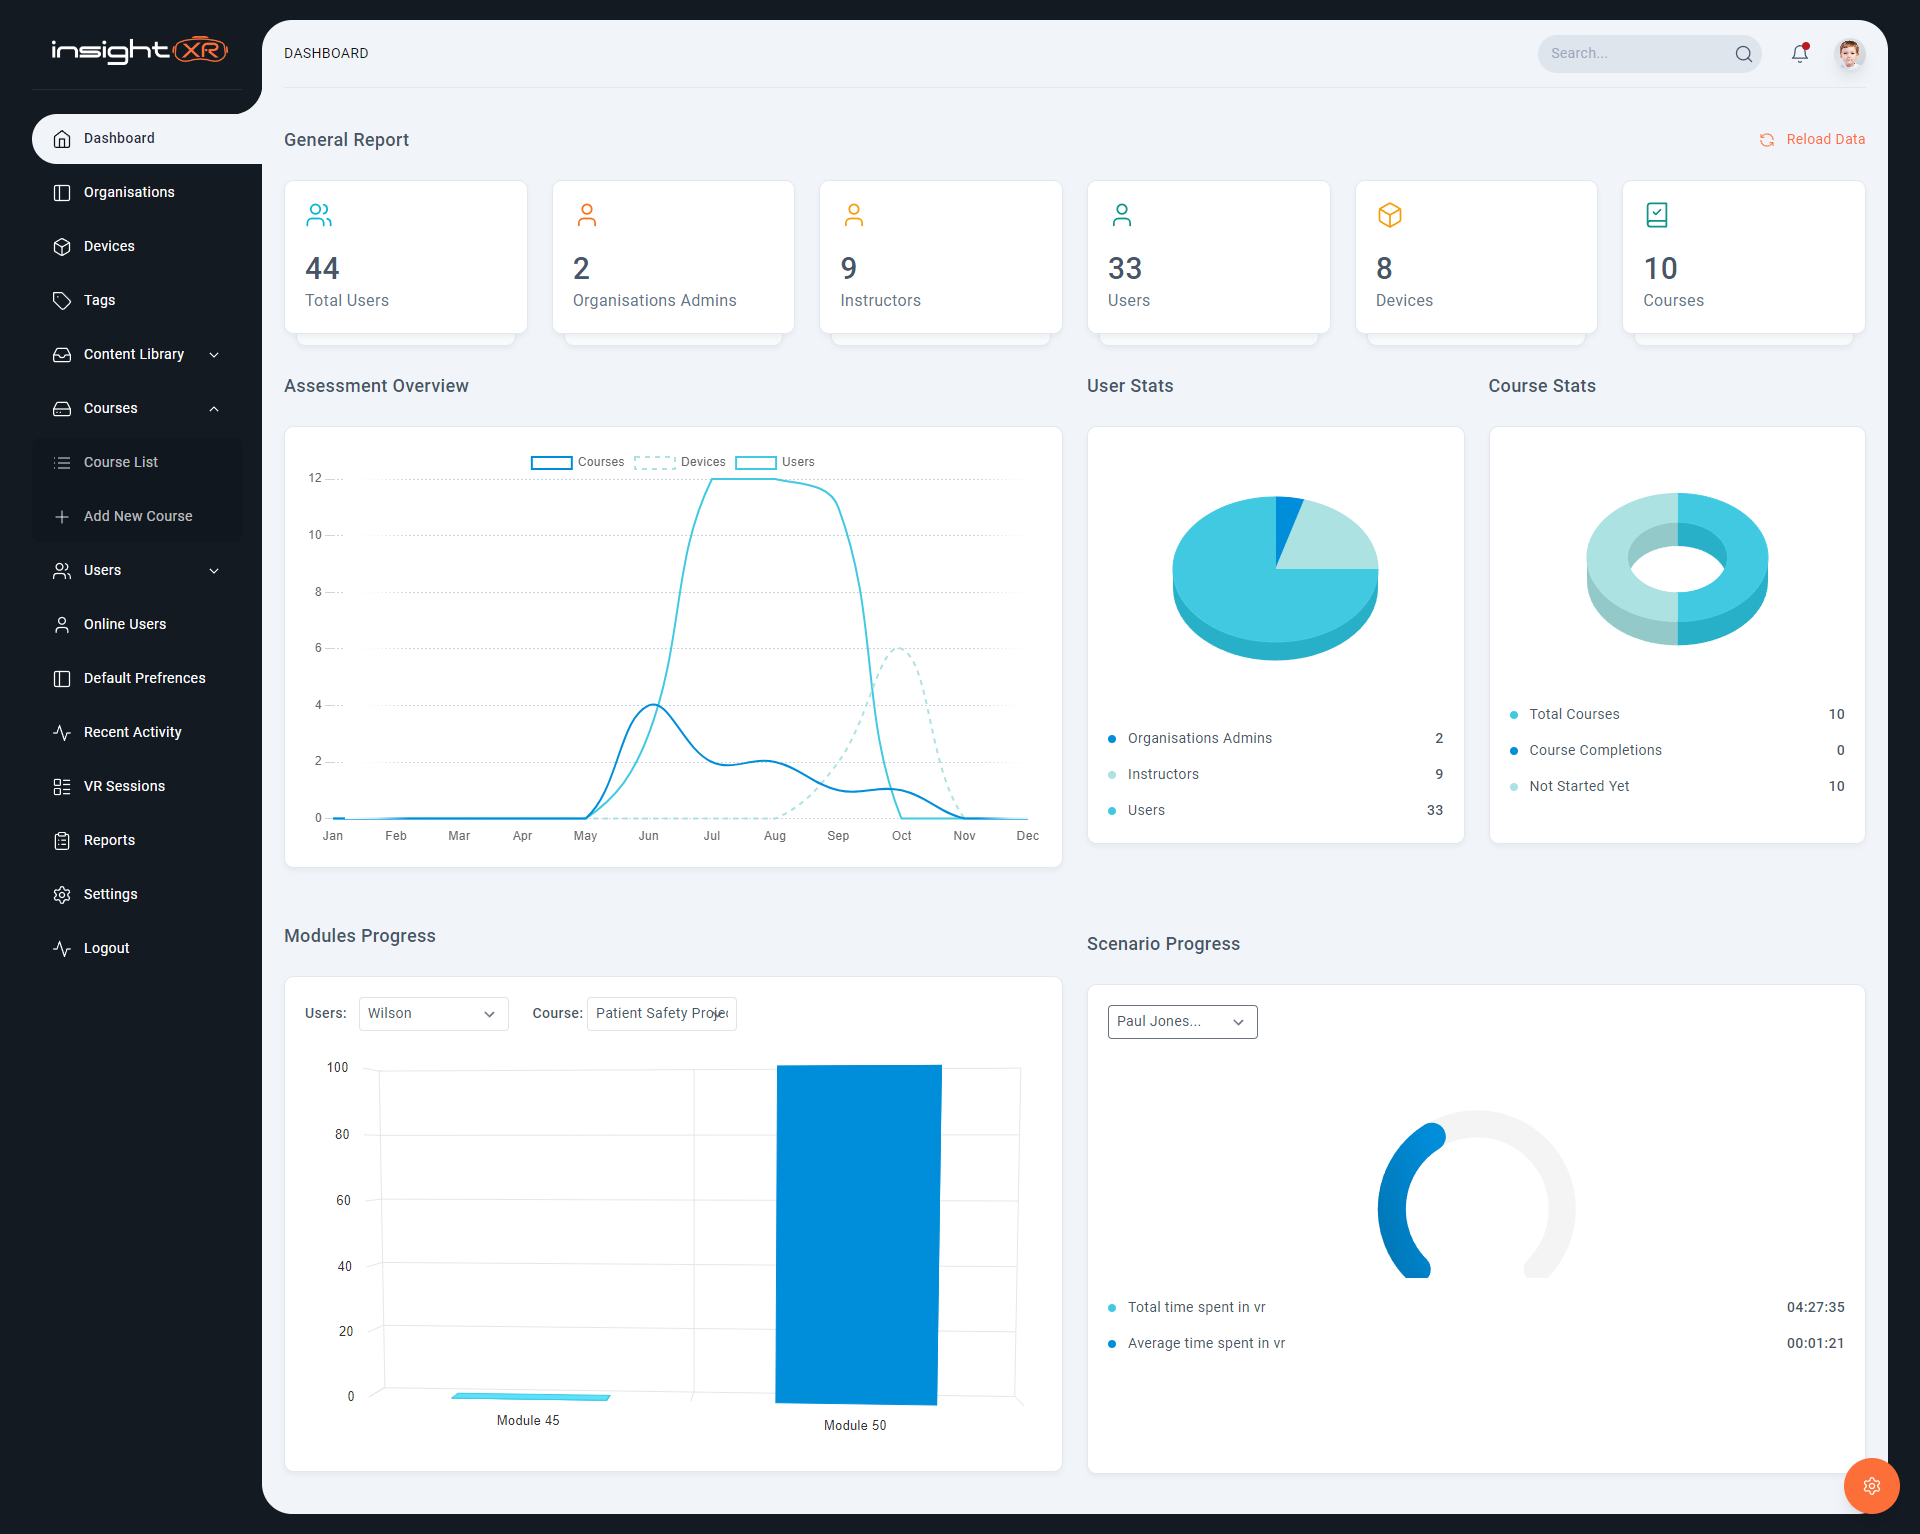 insight XR
Dashboard
Organisations
Devices
Tags
Content Library
Courses
Course List
Add New Course
Users
Online Users
Default Prefrences
Recent Activity
VR Sessions
Reports
Settings
Logout
DASHBOARD
Search...
General Report
Reload Data
44
Total Users
2
Organisations Admins
9
Instructors
33
Users
8
Devices
10
Courses
Assessment Overview
Courses Devices Users
12
10
8
6
4
2
0
Jan Feb Mar Apr May Jun Jul Aug Sep Oct Nov Dec
User Stats
Organisations Admins 2
Instructors 9
Users 33
Course Stats
Total Courses 10
Course Completions 0
Not Started Yet 10
Modules Progress
Users: Wilson Course: Patient Safety Projec
100
80
60
40
20
0
Module 45 Module 50
Scenario Progress
Paul Jones...
Total time spent in vr 04:27:35
Average time spent in vr 00:01:21